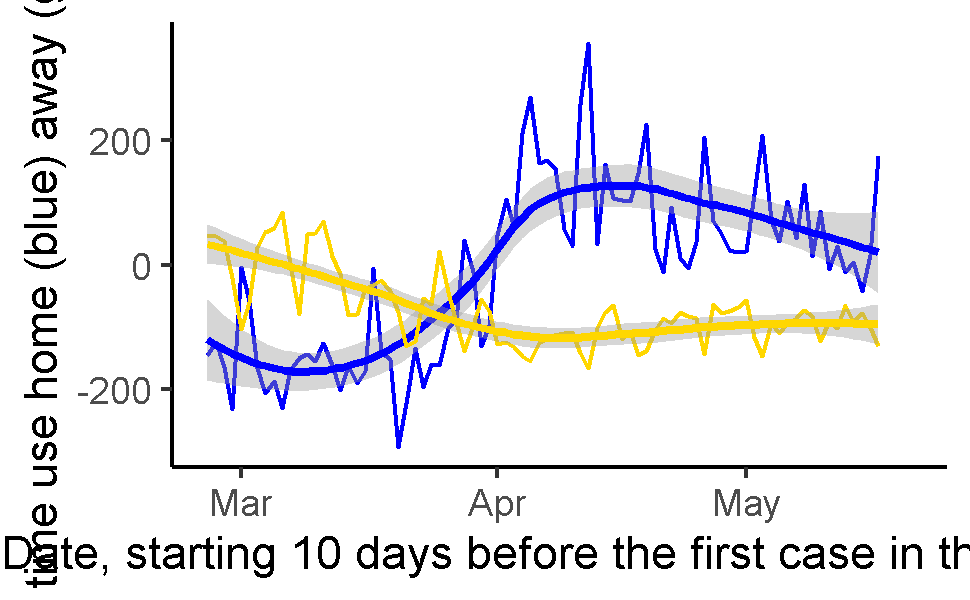 time use home (blue) away (
200
0
-200
Mar
Apr
May
Date, starting 10 days before the first case in th